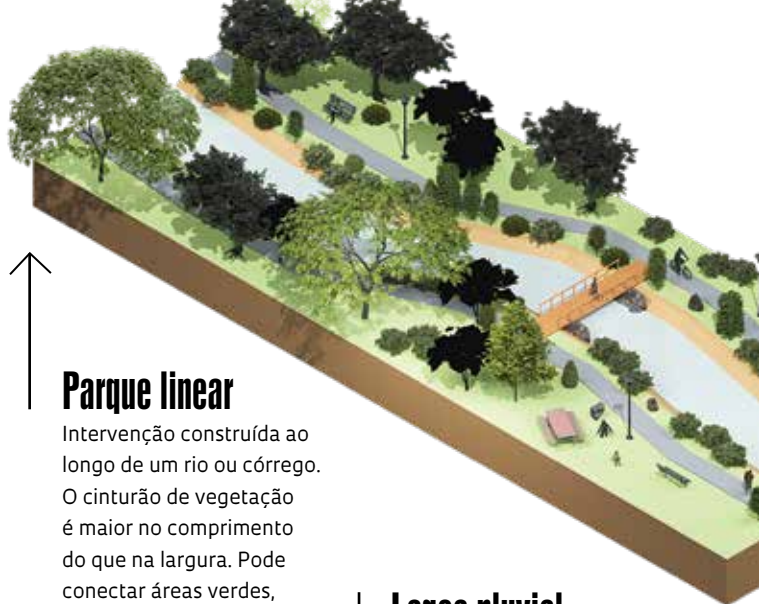 Parque linear
Intervenção construída ao
longo de um rio ou córrego.
O cinturão de vegetação
é maior no comprimento
do que na largura. Pode
conectar áreas verdes,